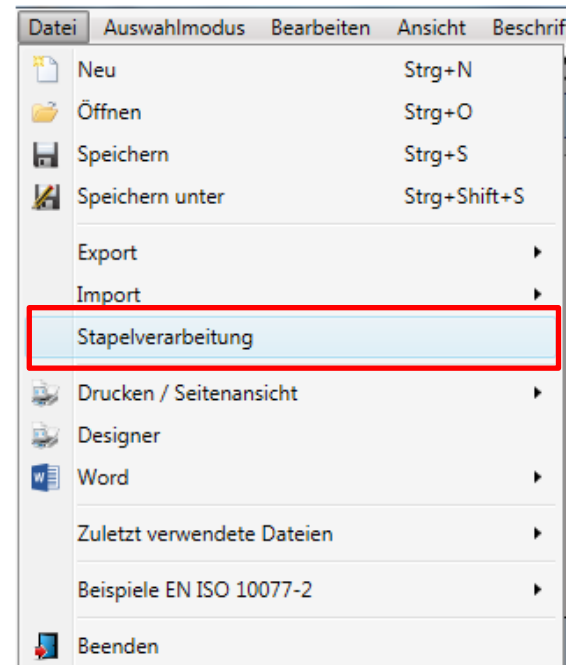 Datei Auswahlmodus Bearbeiten Ansicht Beschrif
Neu Strg+N
Öffnen Strg+O
Speichern Strg+S
Speichern unter Strg+Shift+S
Export
Import
Stapelverarbeitung
Drucken / Seitenansicht
Designer
Word
Zuletzt verwendete Dateien
Beispiele EN ISO 10077-2
Beenden